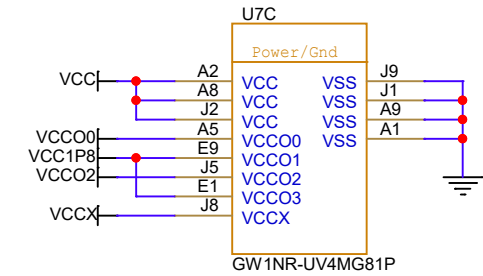 U7C
Power/Gnd
VCC A2 VCC VSS J9
A8 VCC VSS J1
J2 VCC VSS A9
VCCO0 A5 VCCO0 VSS A1
VCC1P8 E9 VCCO1
VCCO2 J5 VCCO2
E1 VCCO3
VCCX J8 VCCX
GW1NR-UV4MG81P